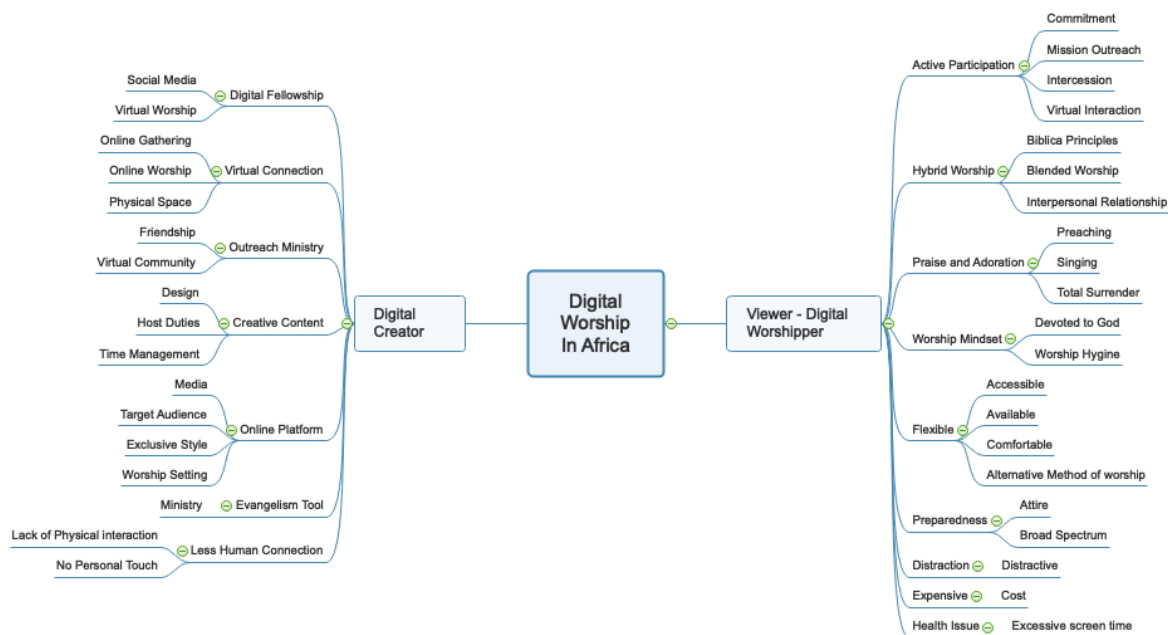 Digital
Worship
In Africa
Digital
Creator
Digital Fellowship
Social Media
Virtual Worship
Virtual Connection
Online Gathering
Online Worship
Physical Space
Outreach Ministry
Friendship
Virtual Community
Creative Content
Design
Host Duties
Time Management
Online Platform
Media
Target Audience
Exclusive Style
Worship Setting
Evangelism Tool
Ministry
Less Human Connection
Lack of Physical interaction
No Personal Touch
Viewer - Digital
Worshipper
Active Participation
Commitment
Mission Outreach
Intercession
Virtual Interaction
Hybrid Worship
Biblica Principles
Blended Worship
Interpersonal Relationship
Praise and Adoration
Preaching
Singing
Total Surrender
Worship Mindset
Devoted to God
Worship Hygine
Flexible
Accessible
Available
Comfortable
Alternative Method of worship
Preparedness
Attire
Broad Spectrum
Distraction
Distractive
Expensive
Cost
Health Issue
Excessive screen time